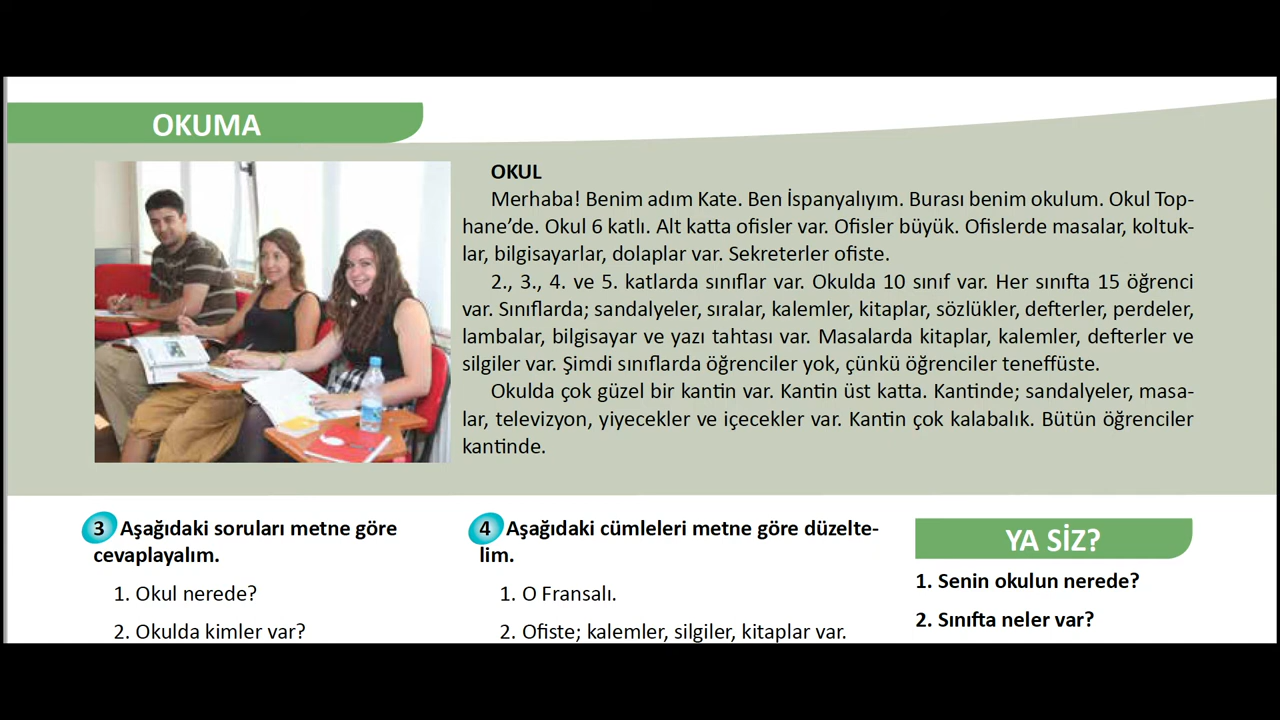 OKUMA
OKUL
Merhaba! Benim adım Kate. Ben İspanyalıyım. Burası benim okulum. Okul Top-
hane’de. Okul 6 katlı. Alt katta ofisler var. Ofisler büyük. Ofislerde masalar, koltuk-
lar, bilgisayarlar, dolaplar var. Sekreterler ofiste.
2., 3., 4. ve 5. katlarda sınıflar var. Okulda 10 sınıf var. Her sınıfta 15 öğrenci
var. Sınıflarda; sandalyeler, sıralar, kalemler, kitaplar, sözlükler, defterler, perdeler,
lambalar, bilgisayar ve yazı tahtası var. Masalarda kitaplar, kalemler, defterler ve
silgiler var. Şimdi sınıflarda öğrenciler yok, çünkü öğrenciler teneffüste.
Okulda çok güzel bir kantin var. Kantin üst katta. Kantinde; sandalyeler, masa-
lar, televizyon, yiyecekler ve içecekler var. Kantin çok kalabalık. Bütün öğrenciler
kantinde.
3 Aşağıdaki soruları metne göre
cevaplayalım.
1. Okul nerede?
2. Okulda kimler var?
4 Aşağıdaki cümleleri metne göre düzelte-
lim.
1. O Fransalı.
2. Ofiste; kalemler, silgiler, kitaplar var.
YA SİZ?
1. Senin okulun nerede?
2. Sınıfta neler var?